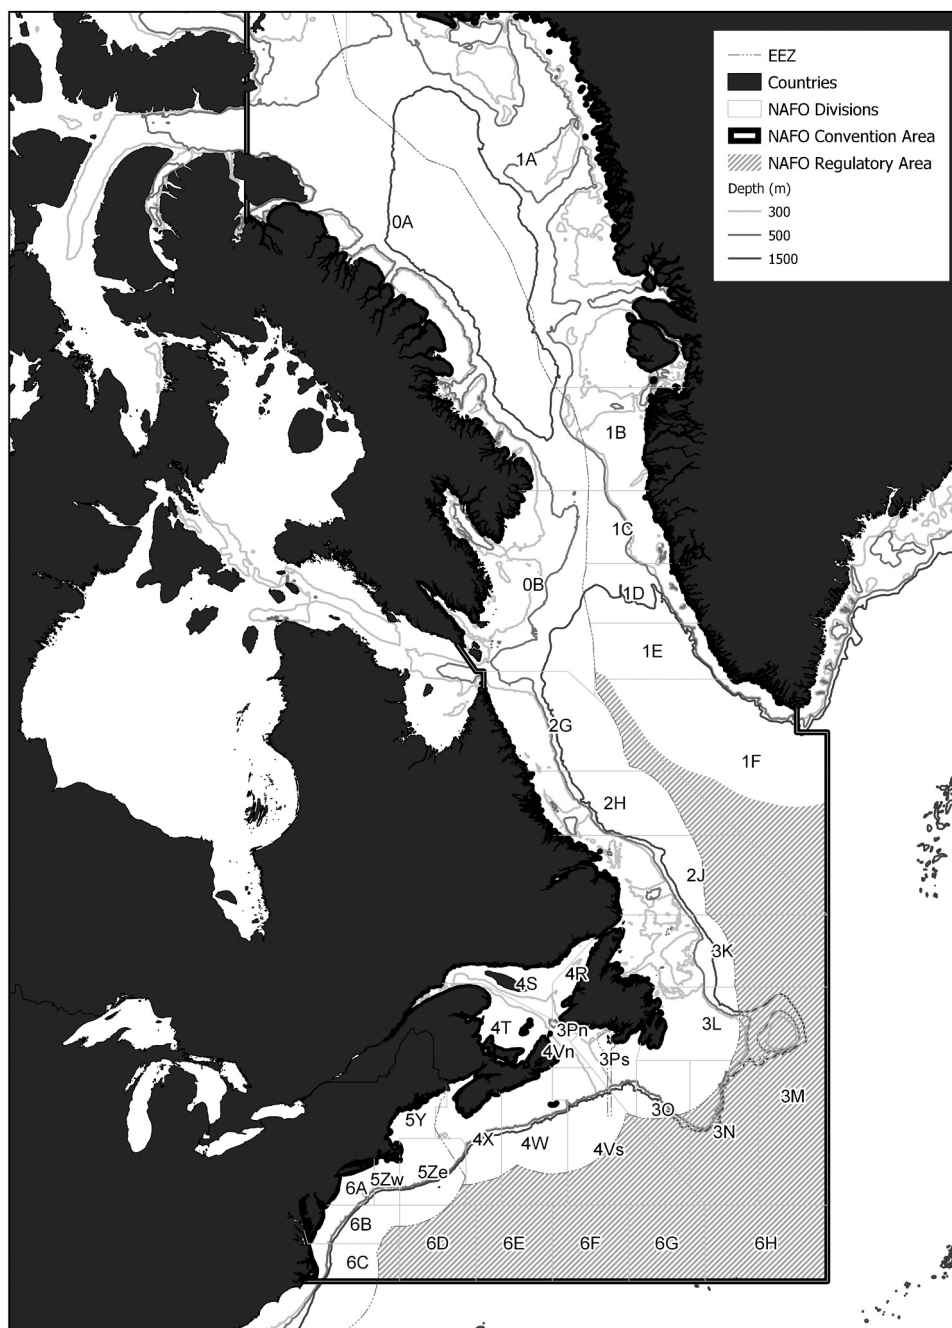 EEZ
Countries
NAFO Divisions
NAFO Convention Area
NAFO Regulatory Area
Depth (m)
300
500
1500
1A
0A
1B
1C
0B
1D
1E
2G
1F
2H
2J
3K
4R
4S
3L
4T
3Pn
4Vn
3Ps
3M
3O
5Y
3N
4X
4W
4Vs
5Ze
5Zw
6A
6B
6D
6E
6F
6G
6H
6C